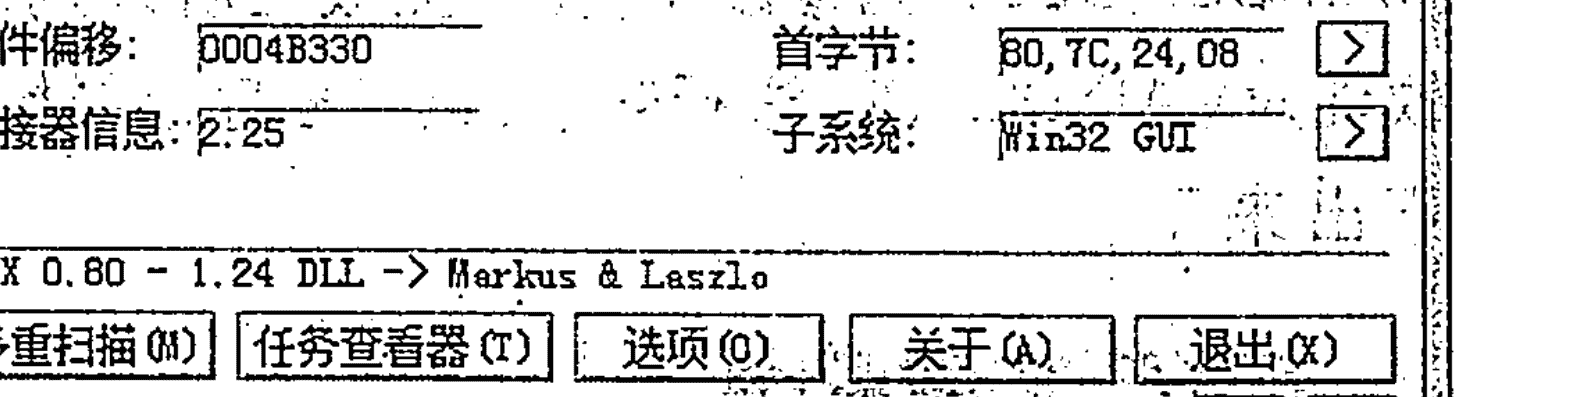 件偏移: 0004B330 首字节: 80,7C,24,08 >
接器信息: 2.25 子系统: Win32 GUI >
X 0.80 - 1.24 DLL -> Markus & Laszlo
多重扫描(M) 任务查看器(T) 选项(O) 关于(A) 退出(X)